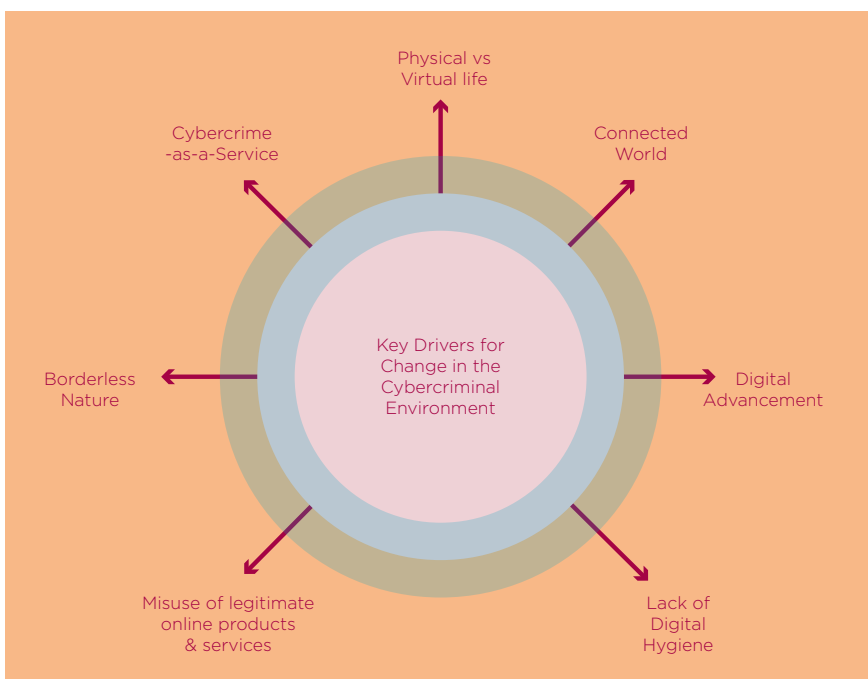 Physical vs
Virtual life
Cybercrime
-as-a-Service
Connected
World
Key Drivers for
Change in the
Cybercriminal
Environment
Borderless
Nature
Digital
Advancement
Misuse of legitimate
online products
& services
Lack of
Digital
Hygiene